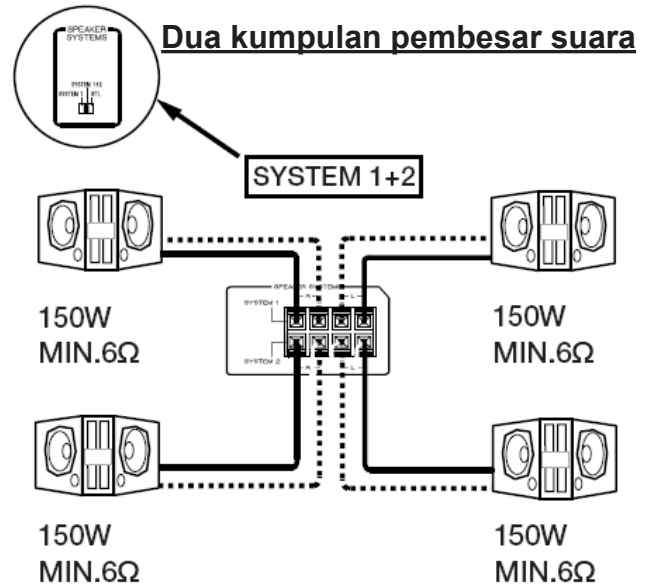 SPEAKER
SYSTEMS
Dua kumpulan pembesar suara
SYSTEM 1+2
SYSTEM 1
BTL
SYSTEM 1+2
SPEAKER SYSTEMS
R
L
SYSTEM 1
150W
MIN.6Ω
150W
MIN.6Ω
SYSTEM 2
R
L
150W
MIN.6Ω
150W
MIN.6Ω